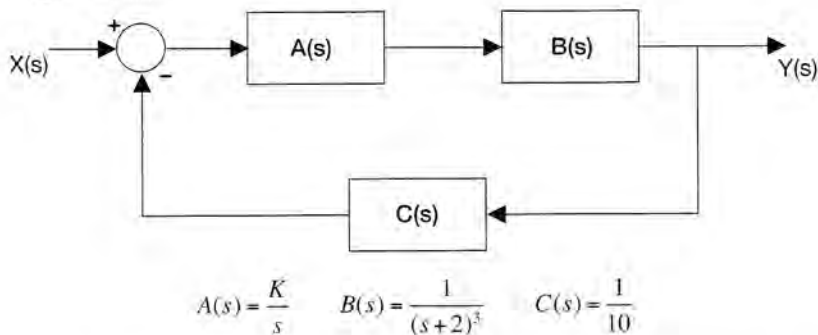 X(s)
+
−
A(s)
B(s)
Y(s)
C(s)
A(s) = K/s   B(s) = 1/(s+2)³   C(s) = 1/10